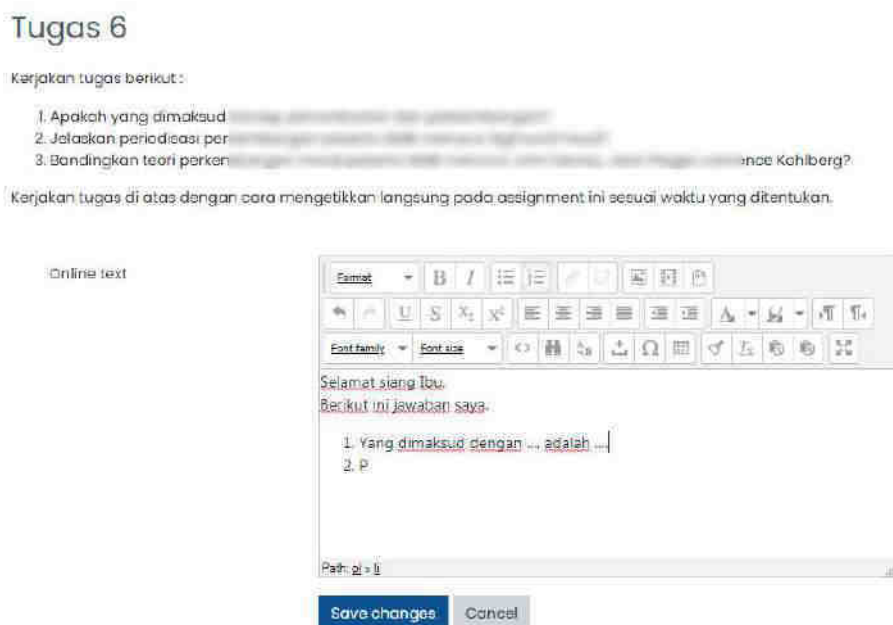 Tugas 6
Kerjakan tugas berikut :
1. Apakah yang dimaksud
2. Jelaskan periodisasi per
3. Bandingkan teori perken ence Kohlberg?
Kerjakan tugas di atas dengan cara mengetikkan langsung pada assignment ini sesuai waktu yang ditentukan.
Online text
Format B I
U S X₂ X²
Font family Font size
Selamat siang Ibu.
Berikut ini jawaban saya.
1. Yang dimaksud dengan ... adalah ....
2. P
Path: ol » li
Save changes Cancel